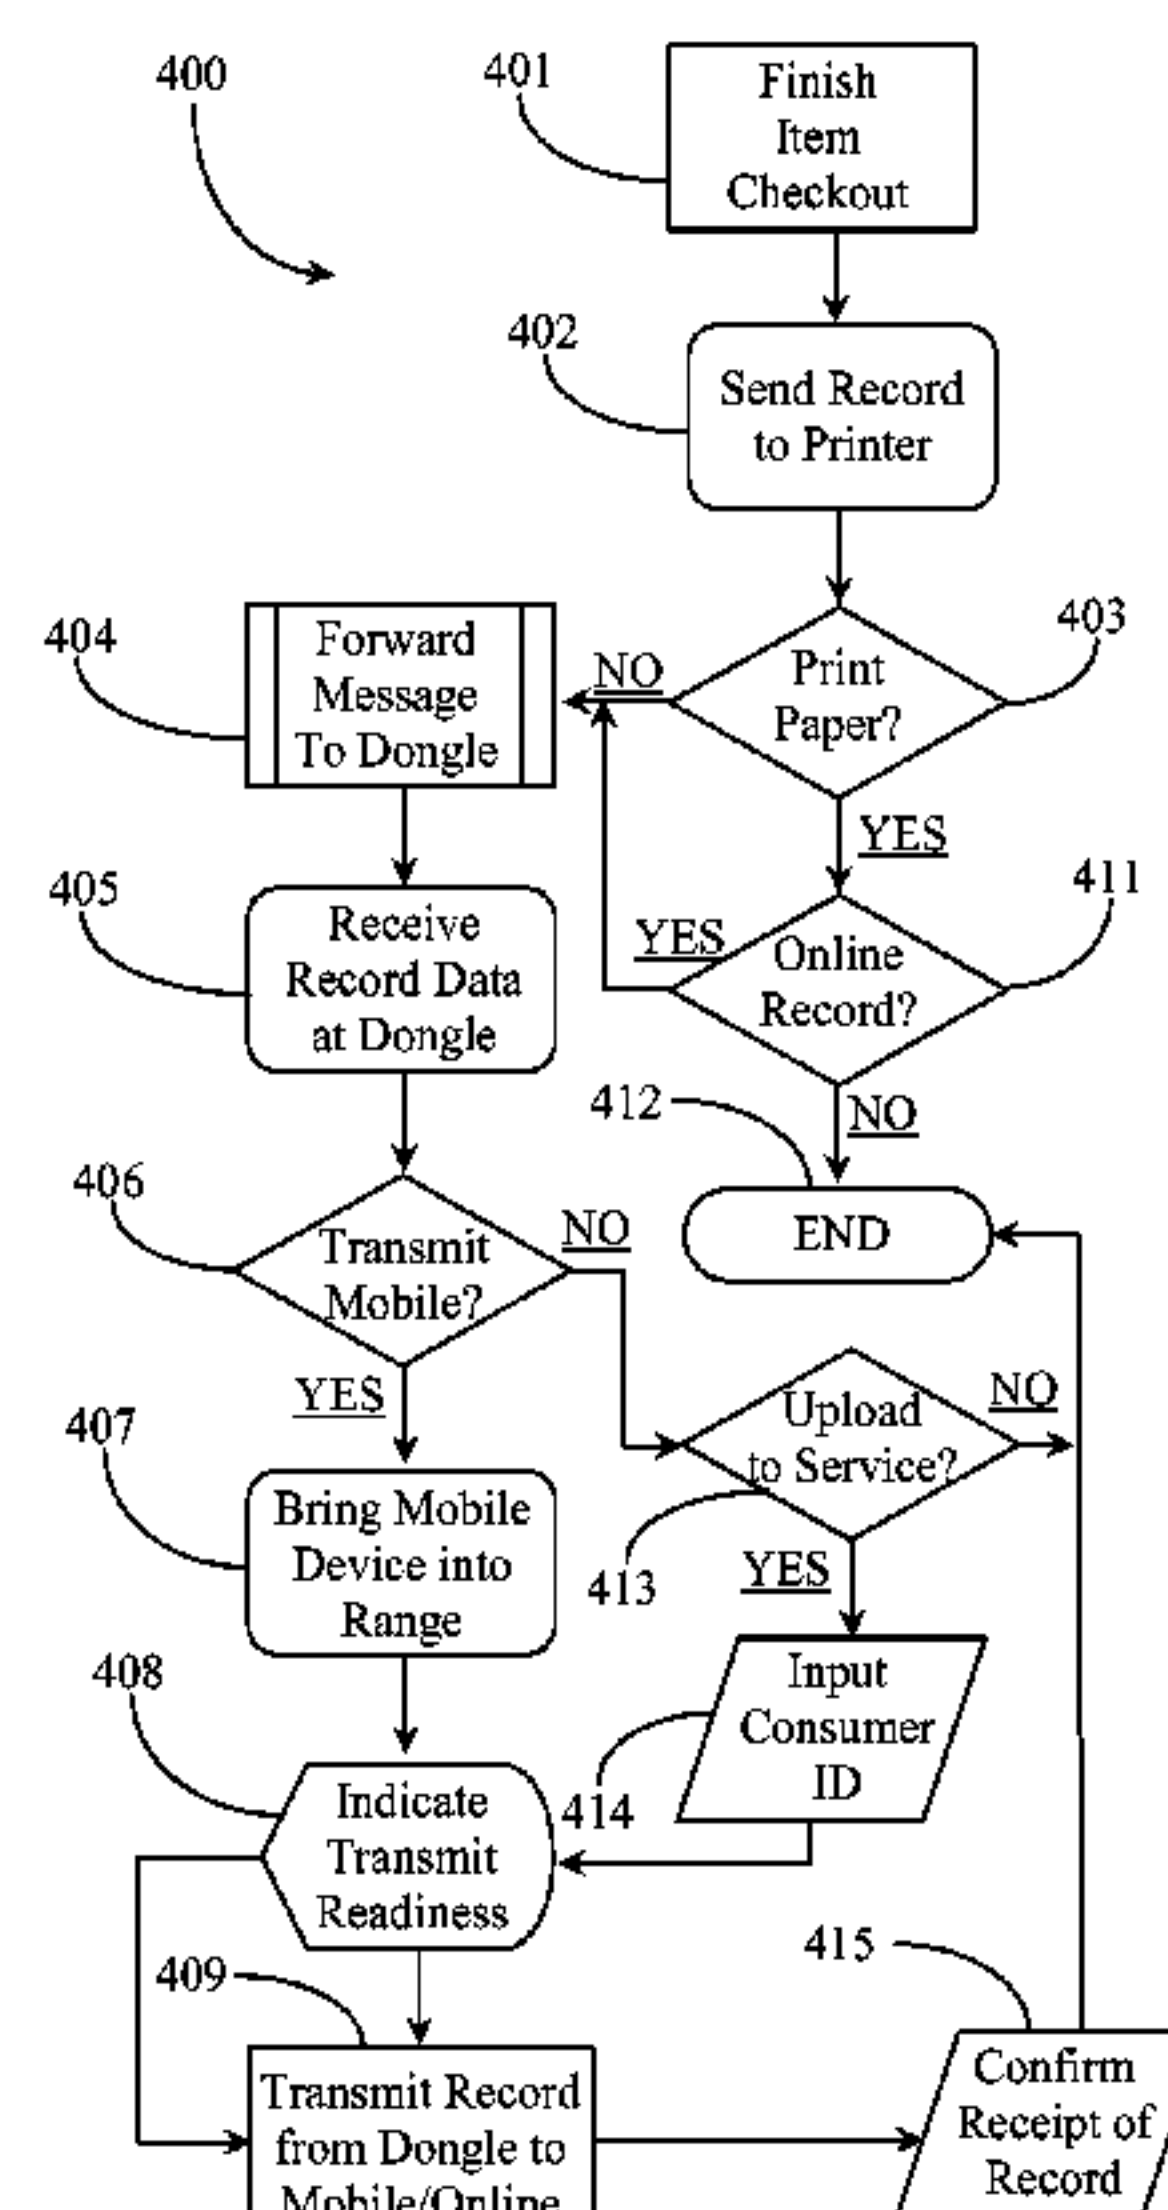 400
401
Finish
Item
Checkout
402
Send Record
to Printer
403
Print
Paper?
NO
404
Forward
Message
To Dongle
YES
411
Online
Record?
YES
405
Receive
Record Data
at Dongle
412
NO
END
406
Transmit
Mobile?
NO
YES
Upload
to Service?
NO
413
YES
407
Bring Mobile
Device into
Range
Input
Consumer
ID
414
408
Indicate
Transmit
Readiness
409
Transmit Record
from Dongle to
Mobile/Online
415
Confirm
Receipt of
Record